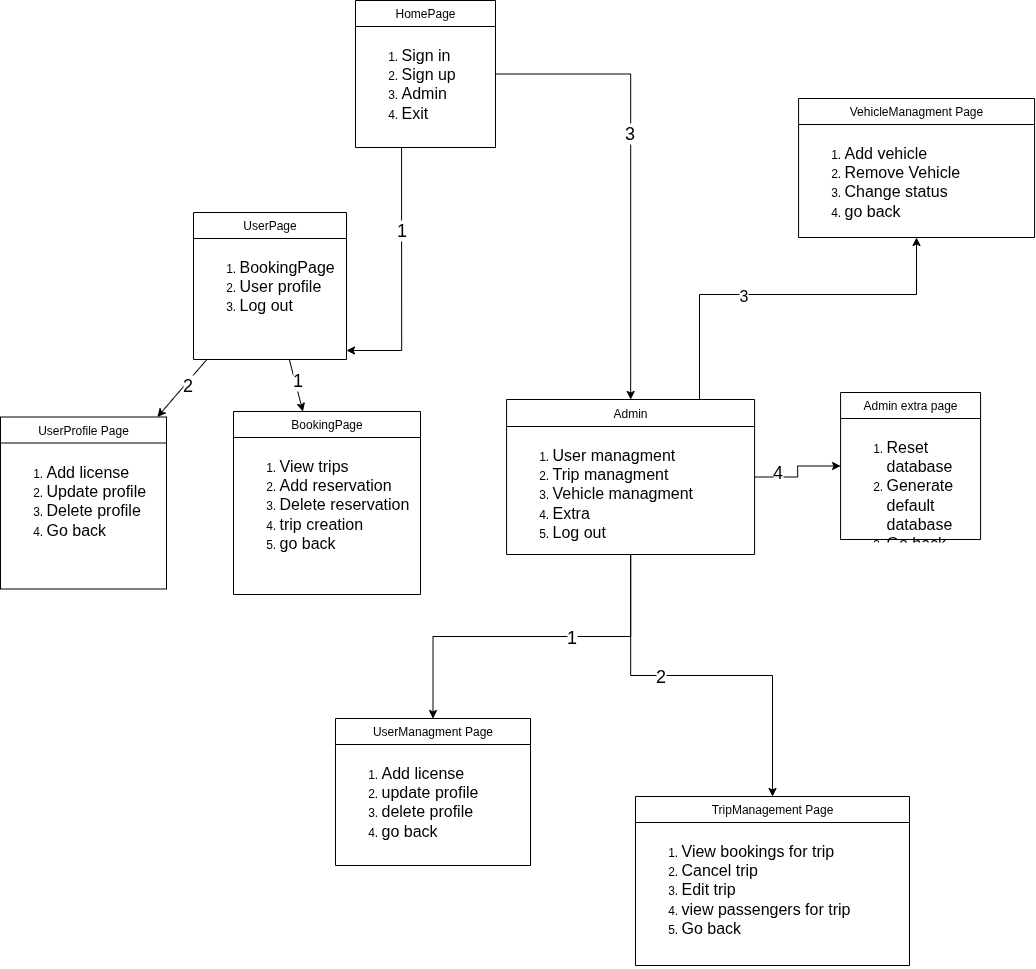 HomePage
1. Sign in
2. Sign up
3. Admin
4. Exit
3
1
VehicleManagment Page
1. Add vehicle
2. Remove Vehicle
3. Change status
4. go back
UserPage
1. BookingPage
2. User profile
3. Log out
3
2
1
UserProfile Page
1. Add license
2. Update profile
3. Delete profile
4. Go back
BookingPage
1. View trips
2. Add reservation
3. Delete reservation
4. trip creation
5. go back
Admin
1. User managment
2. Trip managment
3. Vehicle managment
4. Extra
5. Log out
4
Admin extra page
1. Reset
database
2. Generate
default
database
3. Go back
1
2
UserManagment Page
1. Add license
2. update profile
3. delete profile
4. go back
TripManagement Page
1. View bookings for trip
2. Cancel trip
3. Edit trip
4. view passengers for trip
5. Go back